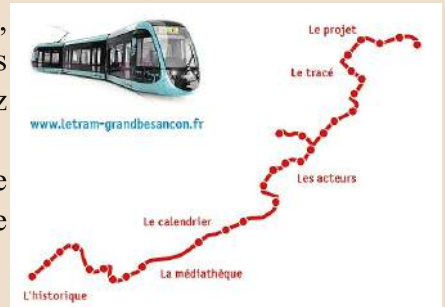 ,
s
z
www.letram-grandbesancon.fr
e
e
Le projet
Le tracé
Les acteurs
Le calendrier
La médiathèque
L'historique